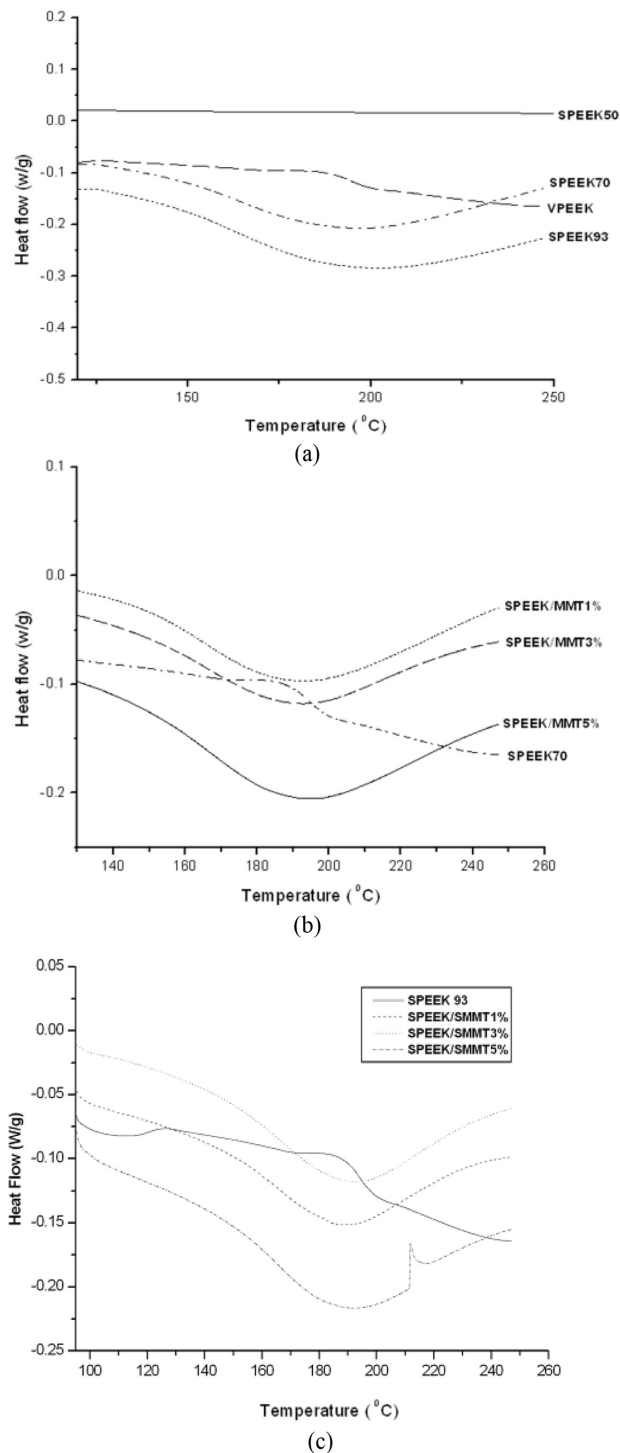 0.2
0.1
0.0
-0.1
-0.2
-0.3
-0.4
-0.5
Heat flow (w/g)
SPEEK50
SPEEK70
VPEEK
SPEEK93
150 200 250
Temperature (⁰C)
(a)
0.1
0.0
-0.1
-0.2
Heat flow (w/g)
SPEEK/MMT1%
SPEEK/MMT3%
SPEEK/MMT5%
SPEEK70
140 160 180 200 220 240 260
Temperature (⁰C)
(b)
0.05
0.00
-0.05
-0.10
-0.15
-0.20
-0.25
Heat Flow (W/g)
SPEEK 93
SPEEK/SMMT1%
SPEEK/SMMT3%
SPEEK/SMMT5%
100 120 140 160 180 200 220 240 260
Temperature (⁰C)
(c)